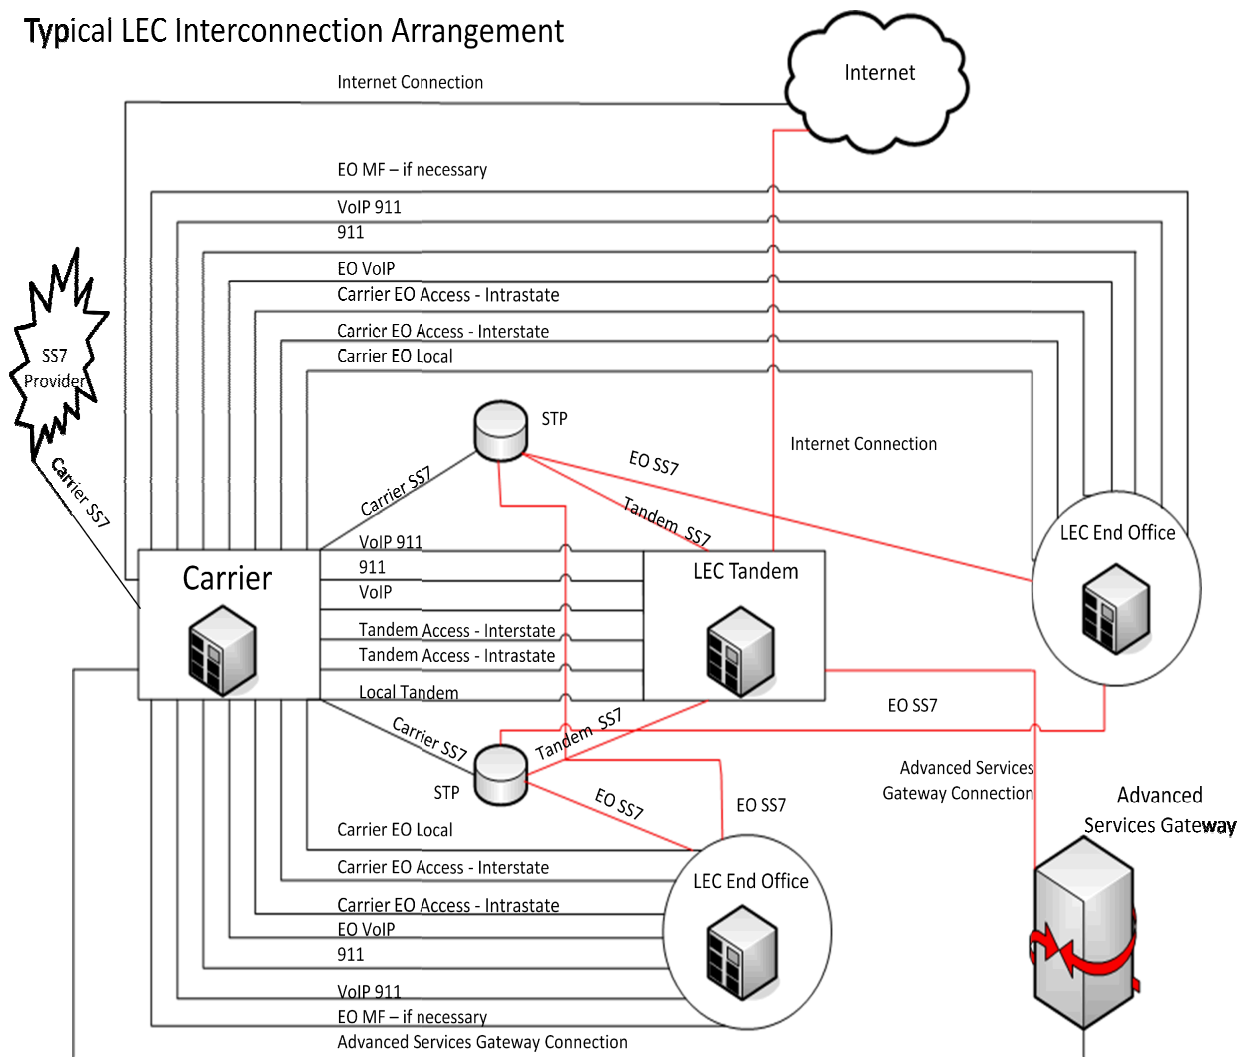 Typical LEC Interconnection Arrangement
Internet Connection
Internet
EO MF – if necessary
VoIP 911
911
EO VoIP
Carrier EO Access - Intrastate
Carrier EO Access - Interstate
Carrier EO Local
SS7
Provider
Carrier SS7
STP
Internet Connection
EO SS7
Carrier SS7
Tandem SS7
LEC End Office
VoIP 911
911
VoIP
Tandem Access - Interstate
Tandem Access - Intrastate
Local Tandem
Carrier
LEC Tandem
EO SS7
Carrier SS7
Tandem SS7
STP
EO SS7
EO SS7
Advanced Services
Gateway Connection
Advanced
Services Gateway
Carrier EO Local
Carrier EO Access - Interstate
LEC End Office
Carrier EO Access - Intrastate
EO VoIP
911
VoIP 911
EO MF – if necessary
Advanced Services Gateway Connection